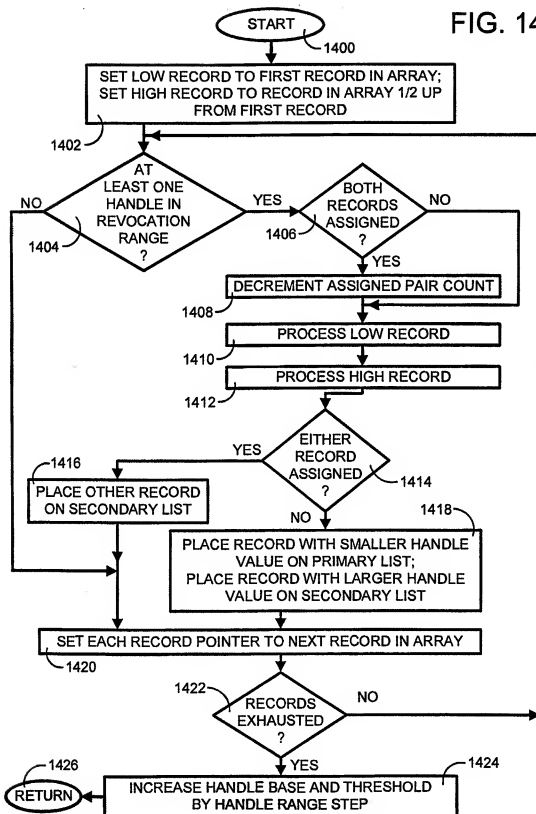 START
FIG. 14
1400
SET LOW RECORD TO FIRST RECORD IN ARRAY;
SET HIGH RECORD TO RECORD IN ARRAY 1/2 UP
FROM FIRST RECORD
1402
AT
LEAST ONE
HANDLE IN
REVOCATION
RANGE
?
NO
YES
1404
BOTH
RECORDS
ASSIGNED
?
NO
1406
YES
DECREMENT ASSIGNED PAIR COUNT
1408
PROCESS LOW RECORD
1410
PROCESS HIGH RECORD
1412
EITHER
RECORD
ASSIGNED
?
YES
1414
NO
1416
PLACE OTHER RECORD
ON SECONDARY LIST
1418
PLACE RECORD WITH SMALLER HANDLE
VALUE ON PRIMARY LIST;
PLACE RECORD WITH LARGER HANDLE
VALUE ON SECONDARY LIST
SET EACH RECORD POINTER TO NEXT RECORD IN ARRAY
1420
1422
RECORDS
EXHAUSTED
?
NO
YES
1424
1426
RETURN
INCREASE HANDLE BASE AND THRESHOLD
BY HANDLE RANGE STEP